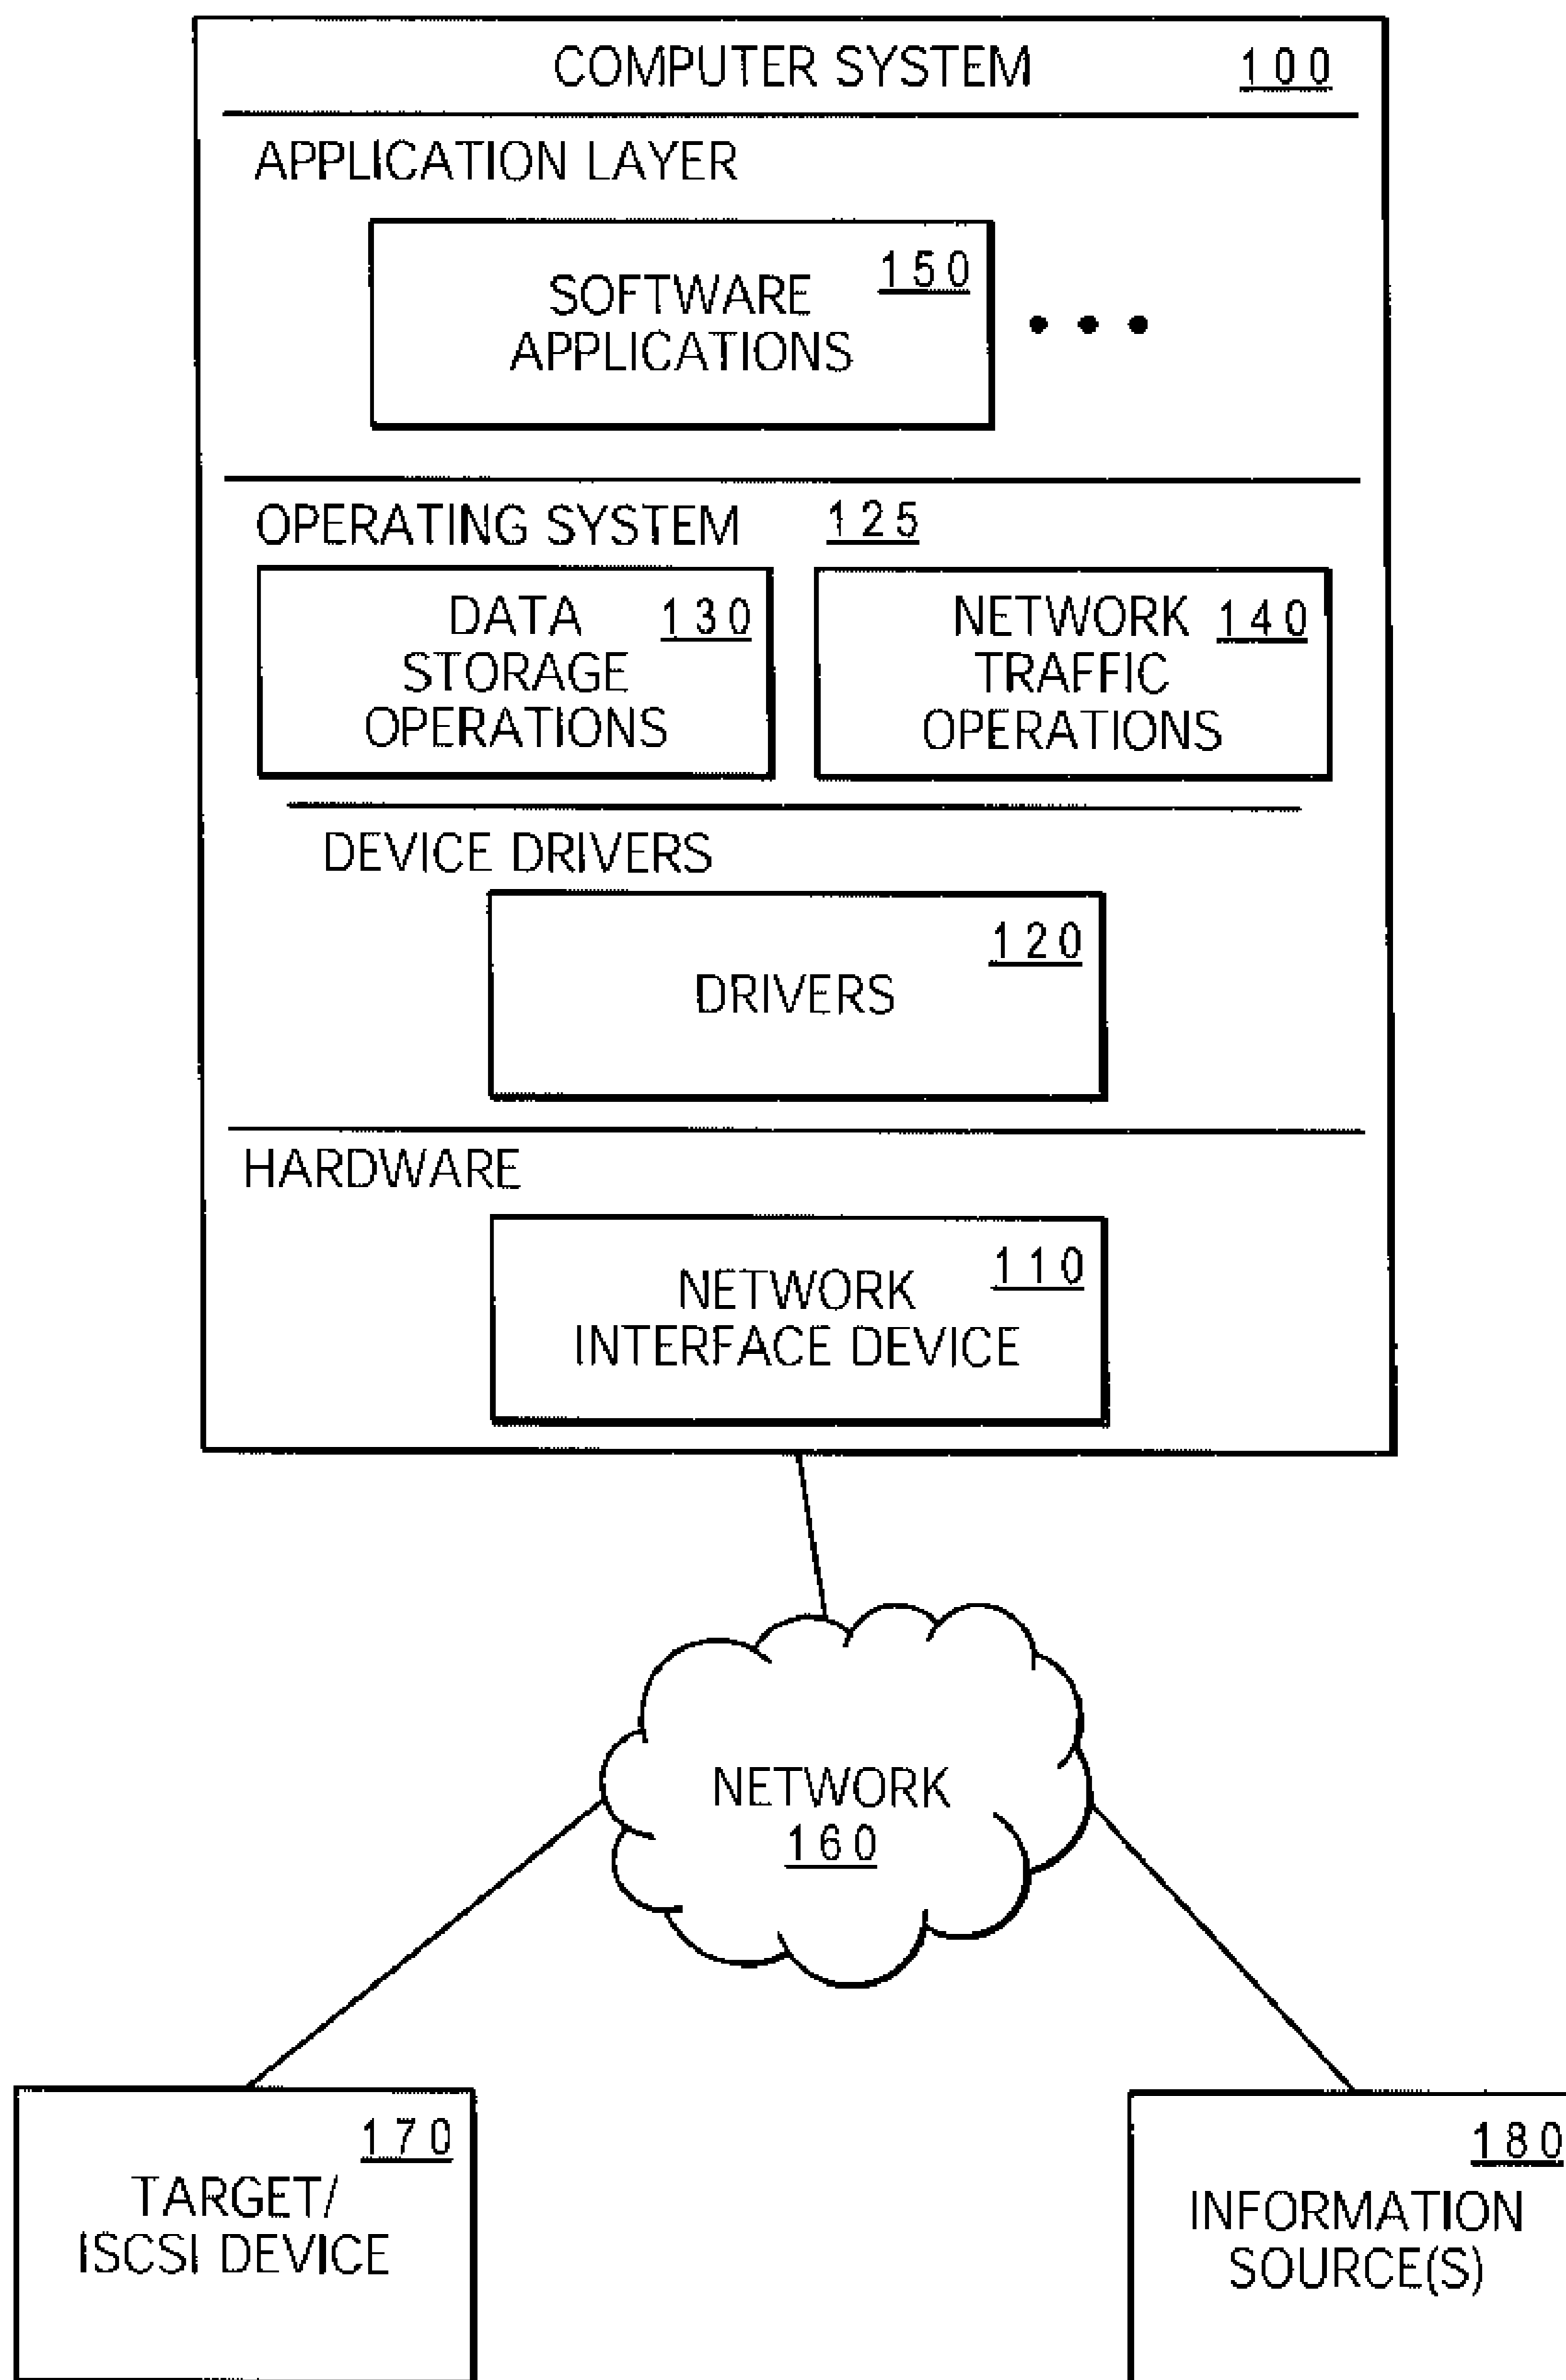 COMPUTER SYSTEM 100
APPLICATION LAYER
150
SOFTWARE
APPLICATIONS
OPERATING SYSTEM 125
DATA 130
STORAGE
OPERATIONS
NETWORK 140
TRAFFIC
OPERATIONS
DEVICE DRIVERS
120
DRIVERS
HARDWARE
110
NETWORK
INTERFACE DEVICE
NETWORK
160
170
TARGET/
ISCSI DEVICE
180
INFORMATION
SOURCE(S)